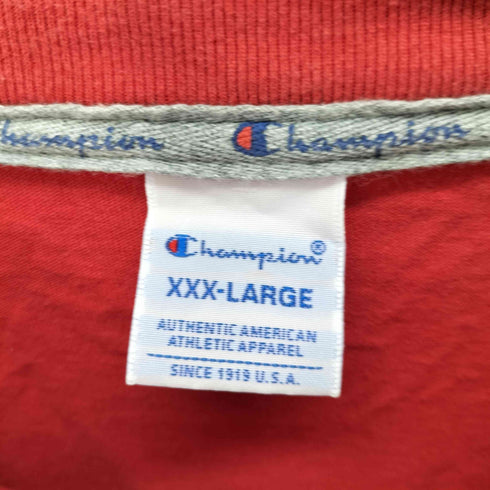 Champion
Champion
Champion®
XXX-LARGE
AUTHENTIC AMERICAN
ATHLETIC APPAREL
SINCE 1919 U.S.A.